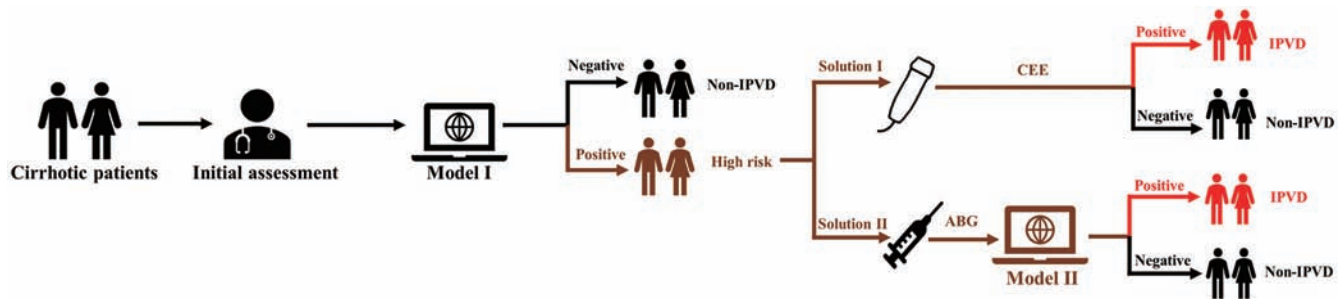 Cirrhotic patients
Initial assessment
Model I
Negative
Non-IPVD
Positive
High risk
Solution I
CEE
Positive
IPVD
Negative
Non-IPVD
Solution II
ABG
Model II
Positive
IPVD
Negative
Non-IPVD